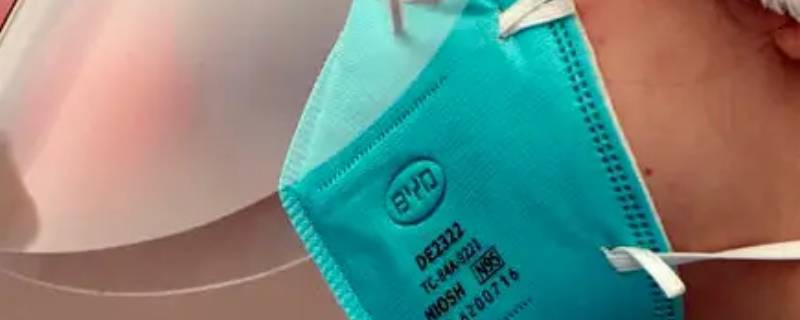 BYD
DE2322
TC-84A-9221
NIOSH N95
A200716